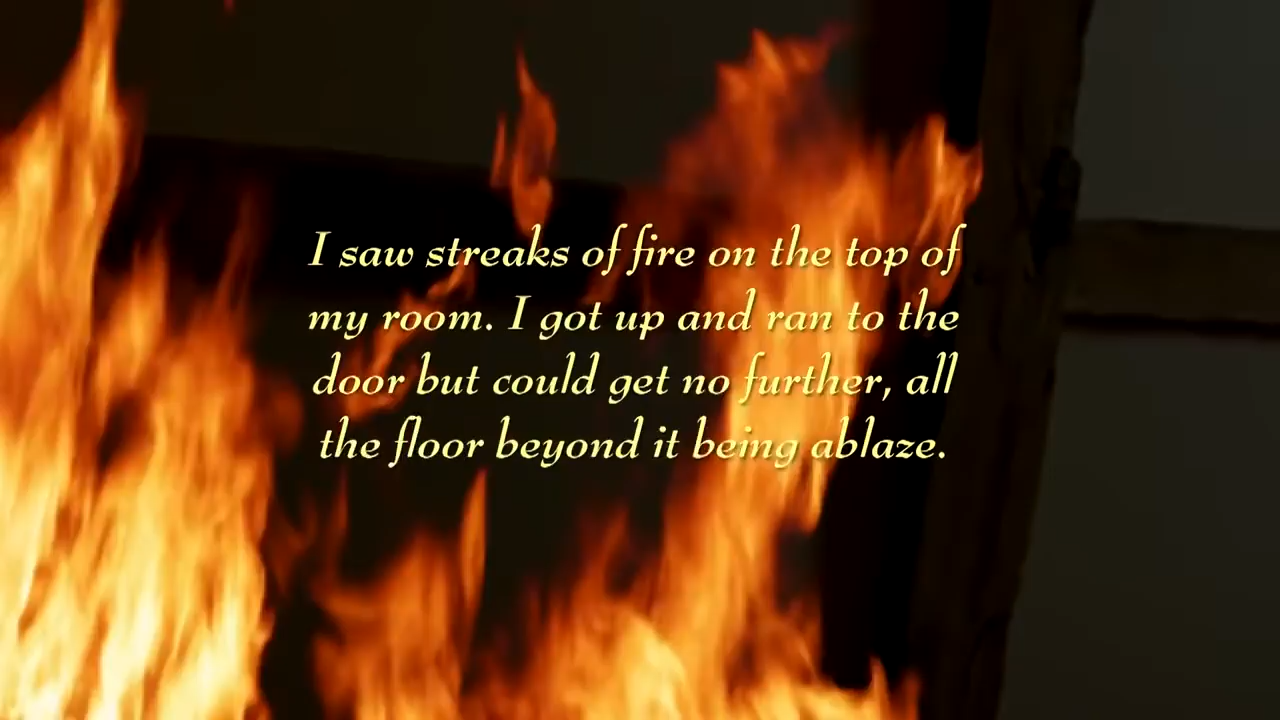 I saw streaks of fire on the top of
my room. I got up and ran to the
door but could get no further, all
the floor beyond it being ablaze.